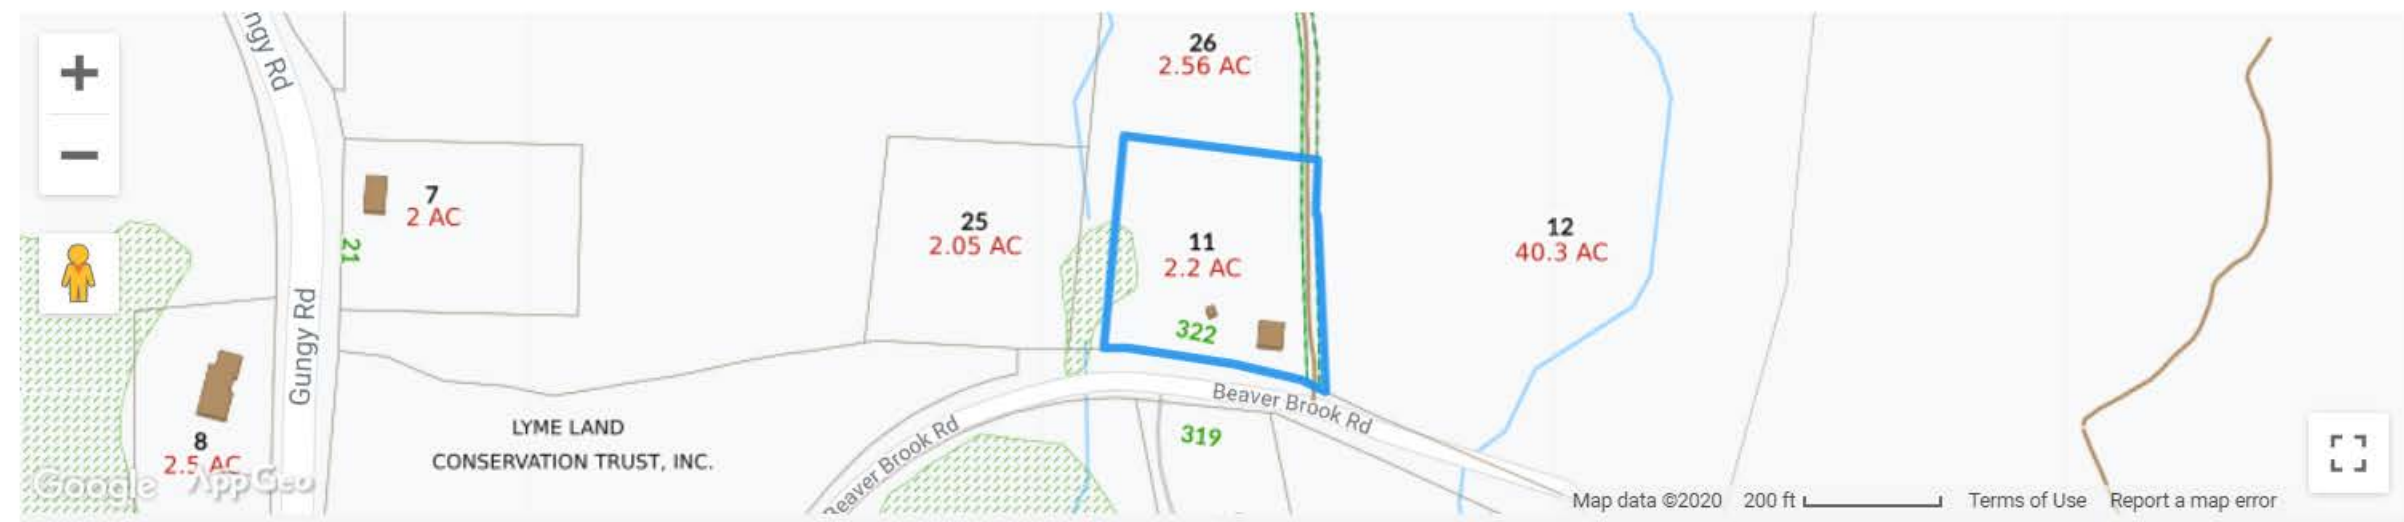 ngy Rd
26
2.56 AC
7
2 AC
21
25
2.05 AC
11
2.2 AC
12
40.3 AC
322
Gungy Rd
Beaver Brook Rd
LYME LAND
CONSERVATION TRUST, INC.
319
8
2.5 AC
Beaver Brook Rd
Google
AppGeo
Map data ©2020
200 ft
Terms of Use
Report a map error